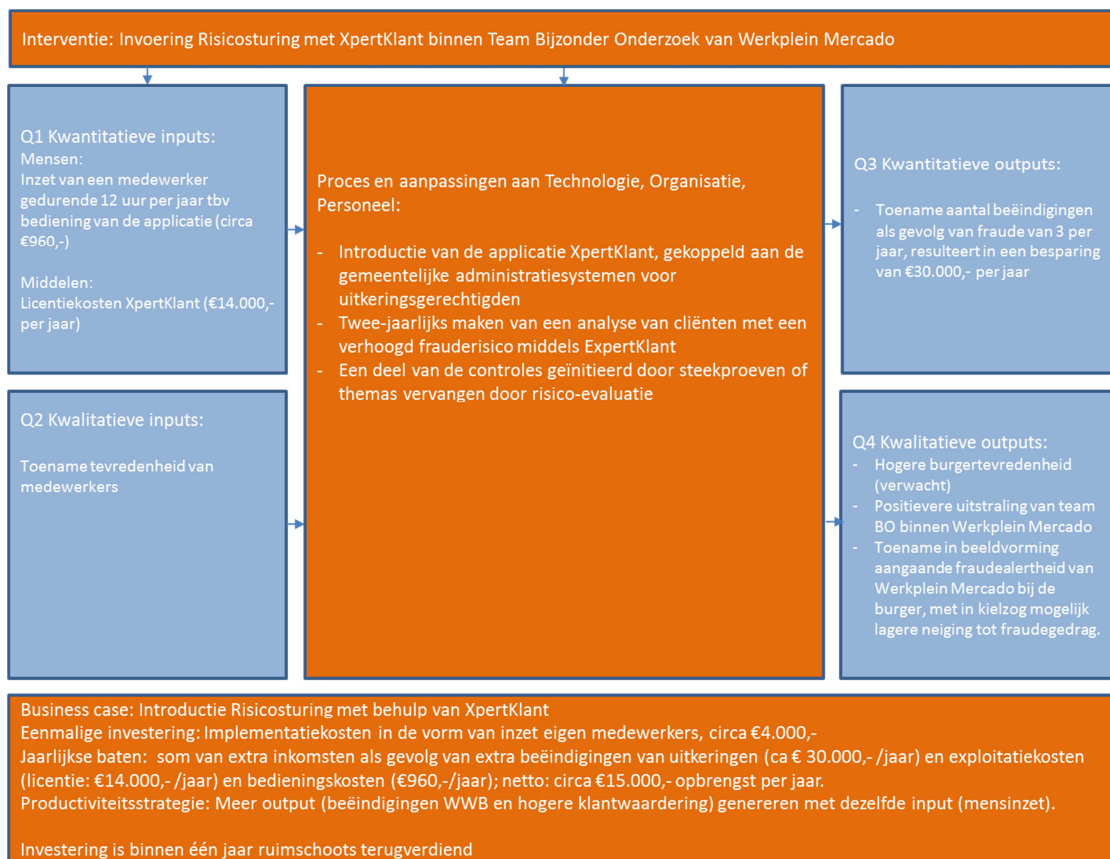 Interventie: Invoering Risicosturing met XpertKlant binnen Team Bijzonder Onderzoek van Werkplein Mercado
Q1 Kwantitatieve inputs:
Mensen:
Inzet van een medewerker
gedurende 12 uur per jaar tbv
bediening van de applicatie (circa
€960,-)
Middelen:
Licentiekosten XpertKlant (€14.000,-
per jaar)
Q2 Kwalitatieve inputs:
Toename tevredenheid van
medewerkers
Proces en aanpassingen aan Technologie, Organisatie,
Personeel:
- Introductie van de applicatie XpertKlant, gekoppeld aan de
gemeentelijke administratiesystemen voor
uitkeringsgerechtigden
- Twee-jaarlijks maken van een analyse van cliënten met een
verhoogd frauderisico middels ExpertKlant
- Een deel van de controles geïnitieerd door steekproeven of
themas vervangen door risico-evaluatie
Q3 Kwantitatieve outputs:
- Toename aantal beëindigingen
als gevolg van fraude van 3 per
jaar, resulteert in een besparing
van €30.000,- per jaar
Q4 Kwalitatieve outputs:
- Hogere burgertevredenheid
(verwacht)
- Positievere uitstraling van team
BO binnen Werkplein Mercado
- Toename in beeldvorming
aangaande fraudealertheid van
Werkplein Mercado bij de
burger, met in kielzog mogelijk
lagere neiging tot fraudegedrag.
Business case: Introductie Risicosturing met behulp van XpertKlant
Eenmalige investering: Implementatiekosten in de vorm van inzet eigen medewerkers, circa €4.000,-
Jaarlijkse baten: som van extra inkomsten als gevolg van extra beëindigingen van uitkeringen (ca € 30.000,-/jaar) en exploitatiekosten
(licentie: €14.000,-/jaar) en bedieningskosten (€960,-/jaar); netto: circa €15.000,- opbrengst per jaar.
Productiviteitsstrategie: Meer output (beëindigingen WWB en hogere klantwaardering) genereren met dezelfde input (mensinzet).
Investering is binnen één jaar ruimschoots terugverdiend